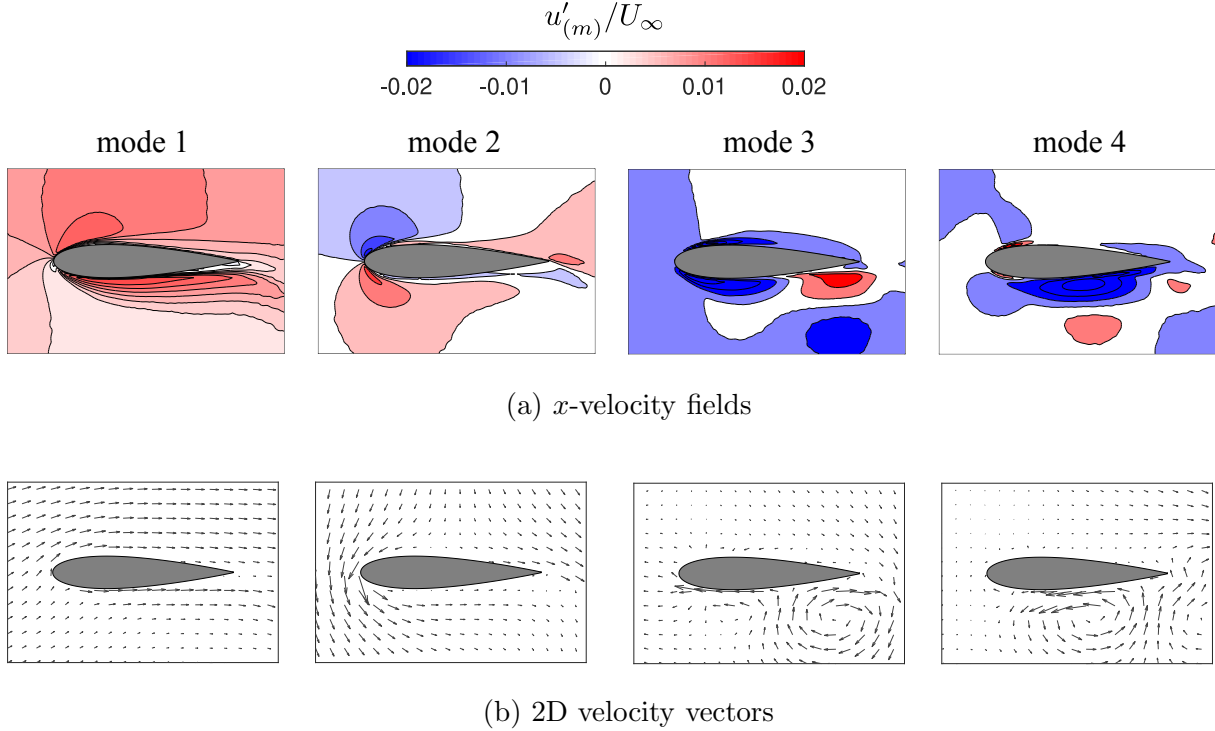 u′(m)/U∞
-0.02 -0.01 0 0.01 0.02
mode 1 mode 2 mode 3 mode 4
(a) x-velocity fields
(b) 2D velocity vectors